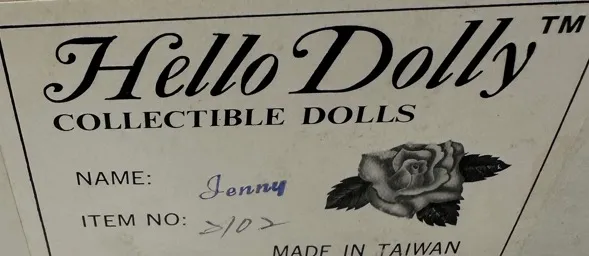 Hello Dolly™
COLLECTIBLE DOLLS
NAME: Jenny
ITEM NO: 2102
MADE IN TAIWAN